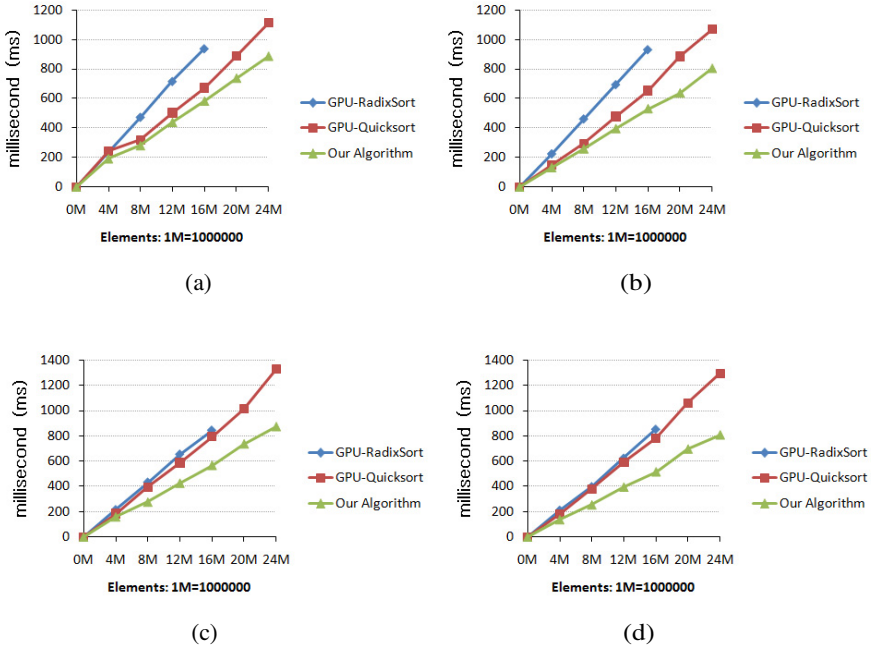 millisecond (ms)
1200
1000
800
600
400
200
0
0M 4M 8M 12M 16M 20M 24M
Elements: 1M=1000000
GPU-RadixSort
GPU-Quicksort
Our Algorithm
(a)
millisecond (ms)
1200
1000
800
600
400
200
0
0M 4M 8M 12M 16M 20M 24M
Elements: 1M=1000000
GPU-RadixSort
GPU-Quicksort
Our Algorithm
(b)
millisecond (ms)
1400
1200
1000
800
600
400
200
0
0M 4M 8M 12M 16M 20M 24M
Elements: 1M=1000000
GPU-RadixSort
GPU-Quicksort
Our Algorithm
(c)
millisecond (ms)
1400
1200
1000
800
600
400
200
0
0M 4M 8M 12M 16M 20M 24M
Elements: 1M=1000000
GPU-RadixSort
GPU-Quicksort
Our Algorithm
(d)